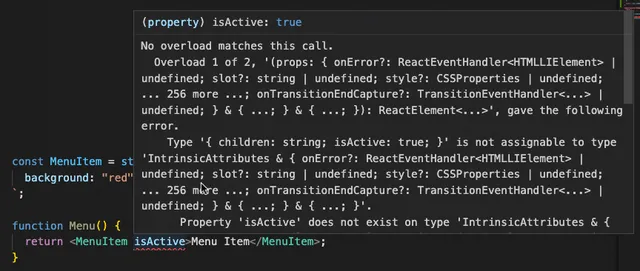 (property) isActive: true
No overload matches this call.
Overload 1 of 2, '(props: { onError?: ReactEventHandler<HTMLLIElement> |
undefined; slot?: string | undefined; style?: CSSProperties | undefined;
... 256 more ...; onTransitionEndCapture?: TransitionEventHandler<...> |
undefined; } & { ...; } & { ...; }): ReactElement<...>', gave the following
error.
Type '{ children: string; isActive: true; }' is not assignable to type
'IntrinsicAttributes & { onError?: ReactEventHandler<HTMLLIElement> |
undefined; slot?: string | undefined; style?: CSSProperties | undefined;
... 256 more ...; onTransitionEndCapture?: TransitionEventHandler<...> |
undefined; } & { ...; } & { ...; }'.
Property 'isActive' does not exist on type 'IntrinsicAttributes & {
const MenuItem = st
background: "red"
`;
function Menu() {
return <MenuItem isActive>Menu Item</MenuItem>;
}